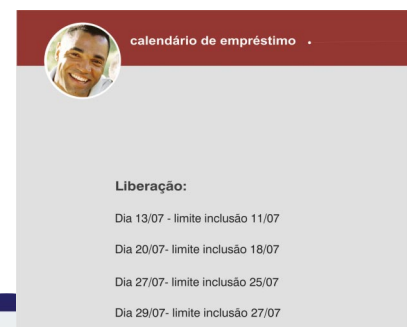 calendário de empréstimo .
Liberação:
Dia 13/07 - limite inclusão 11/07
Dia 20/07- limite inclusão 18/07
Dia 27/07- limite inclusão 25/07
Dia 29/07- limite inclusão 27/07